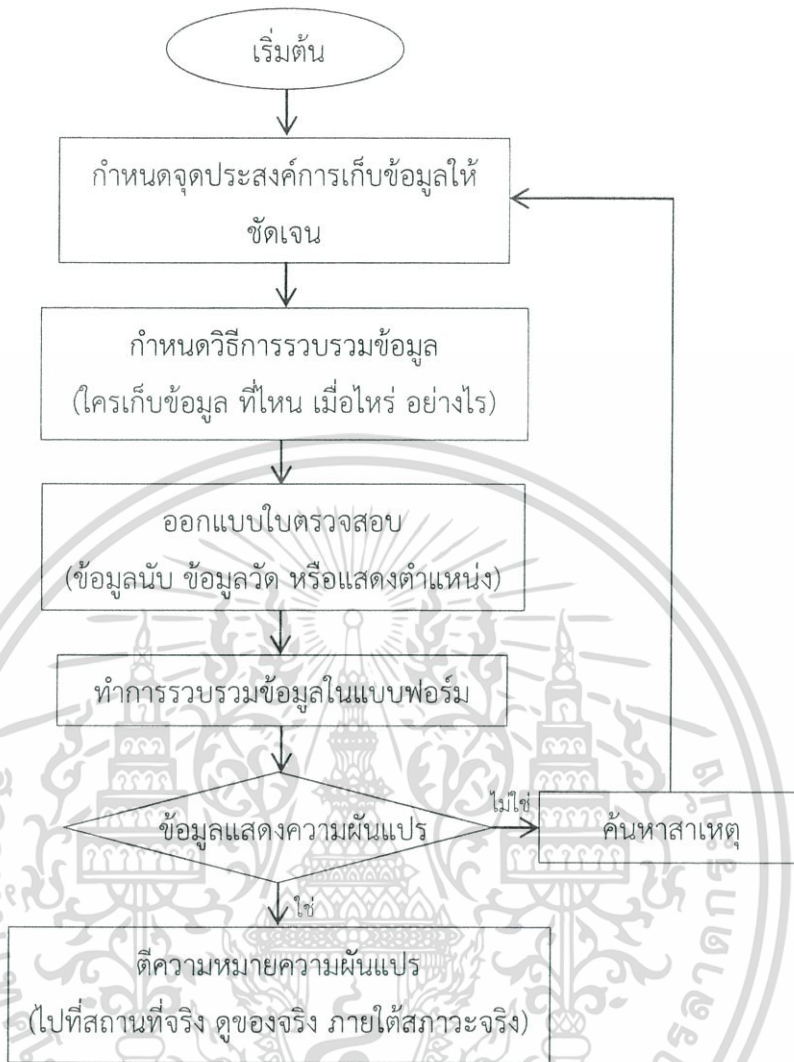 เริ่มต้น
กำหนดจุดประสงค์การเก็บข้อมูลให้
ชัดเจน
กำหนดวิธีการรวบรวมข้อมูล
(ใครเก็บข้อมูล ที่ไหน เมื่อไหร่ อย่างไร)
ออกแบบใบตรวจสอบ
(ข้อมูลนับ ข้อมูลวัด หรือแสดงตำแหน่ง)
ทำการรวบรวมข้อมูลในแบบฟอร์ม
ข้อมูลแสดงความผันแปร
ไม่ใช่
ค้นหาสาเหตุ
ใช่
ตีความหมายความผันแปร
(ไปที่สถานที่จริง ดูของจริง ภายใต้สภาวะจริง)